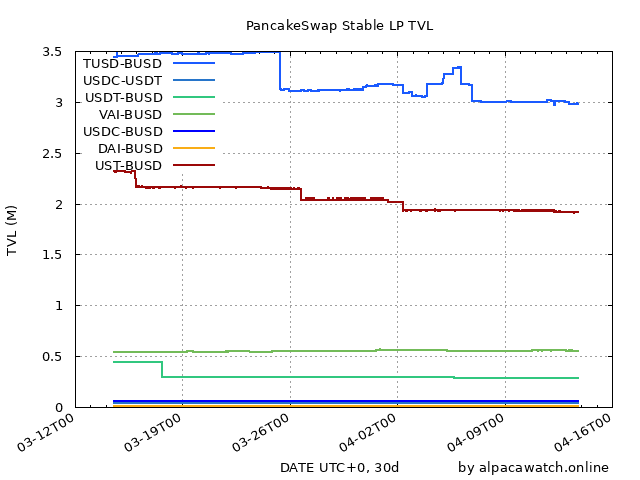 PancakeSwap Stable LP TVL
TVL (M)
3.5
3
2.5
2
1.5
1
0.5
0
TUSD-BUSD
USDC-USDT
USDT-BUSD
VAI-BUSD
USDC-BUSD
DAI-BUSD
UST-BUSD
03-12T00
03-19T00
03-26T00
04-02T00
04-09T00
04-16T00
DATE UTC+0, 30d
by alpacawatch.online